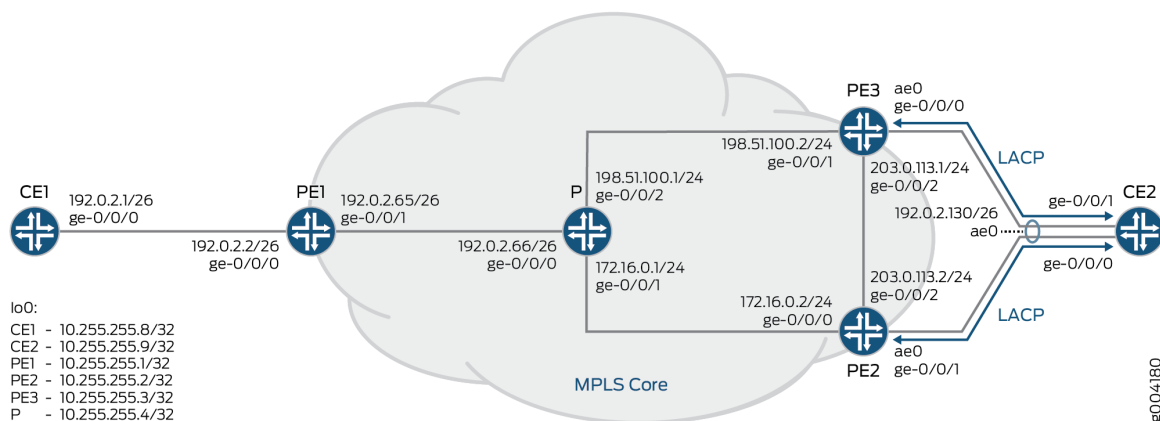 PE3
ae0
ge-0/0/0
198.51.100.2/24
ge-0/0/1
LACP
203.0.113.1/24
ge-0/0/2
CE1
192.0.2.1/26
ge-0/0/0
PE1
192.0.2.65/26
ge-0/0/1
P
198.51.100.1/24
ge-0/0/2
192.0.2.130/26
ae0
ge-0/0/1
CE2
192.0.2.2/26
ge-0/0/0
192.0.2.66/26
ge-0/0/0
172.16.0.1/24
ge-0/0/1
ge-0/0/0
203.0.113.2/24
ge-0/0/2
172.16.0.2/24
ge-0/0/0
LACP
PE2
ae0
ge-0/0/1
MPLS Core
lo0:
CE1 - 10.255.255.8/32
CE2 - 10.255.255.9/32
PE1 - 10.255.255.1/32
PE2 - 10.255.255.2/32
PE3 - 10.255.255.3/32
P - 10.255.255.4/32
g004180